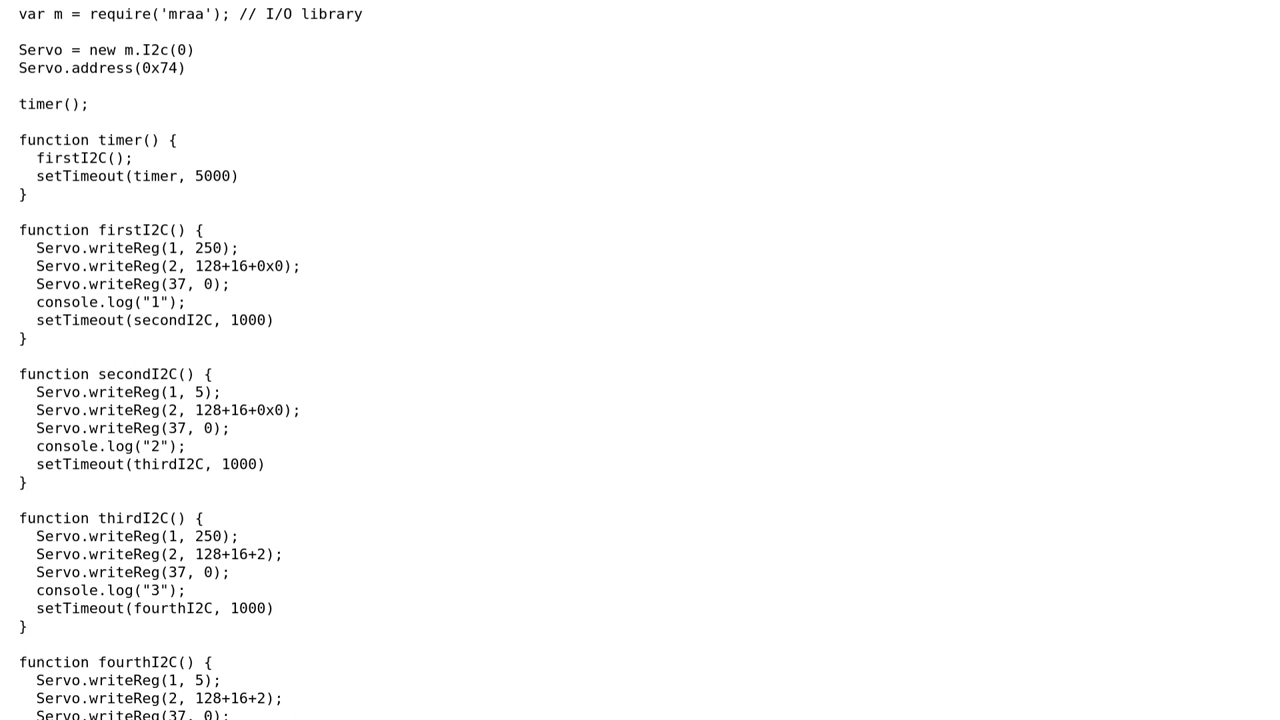 var m = require('mraa'); // I/O library

Servo = new m.I2c(0)
Servo.address(0x74)

timer();

function timer() {
  firstI2C();
  setTimeout(timer, 5000)
}

function firstI2C() {
  Servo.writeReg(1, 250);
  Servo.writeReg(2, 128+16+0x0);
  Servo.writeReg(37, 0);
  console.log("1");
  setTimeout(secondI2C, 1000)
}

function secondI2C() {
  Servo.writeReg(1, 5);
  Servo.writeReg(2, 128+16+0x0);
  Servo.writeReg(37, 0);
  console.log("2");
  setTimeout(thirdI2C, 1000)
}

function thirdI2C() {
  Servo.writeReg(1, 250);
  Servo.writeReg(2, 128+16+2);
  Servo.writeReg(37, 0);
  console.log("3");
  setTimeout(fourthI2C, 1000)
}

function fourthI2C() {
  Servo.writeReg(1, 5);
  Servo.writeReg(2, 128+16+2);
  Servo.writeReg(37, 0);